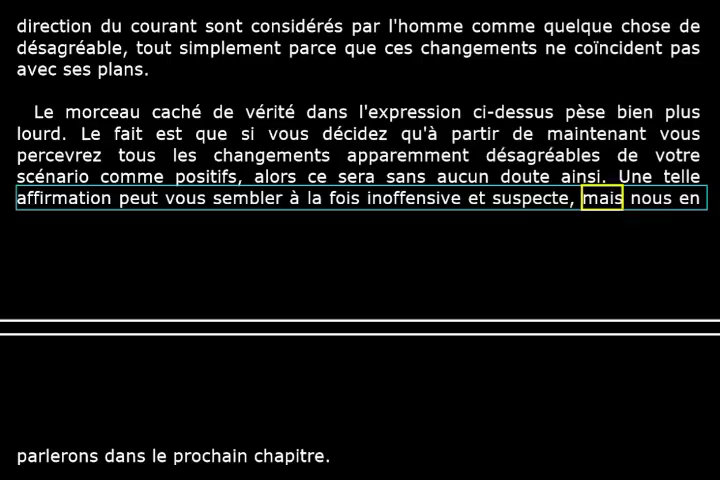 direction du courant sont considérés par l'homme comme quelque chose de
désagréable, tout simplement parce que ces changements ne coïncident pas
avec ses plans.
Le morceau caché de vérité dans l'expression ci-dessus pèse bien plus
lourd. Le fait est que si vous décidez qu'à partir de maintenant vous
percevrez tous les changements apparemment désagréables de votre
scénario comme positifs, alors ce sera sans aucun doute ainsi. Une telle
affirmation peut vous sembler à la fois inoffensive et suspecte, mais nous en
parlerons dans le prochain chapitre.